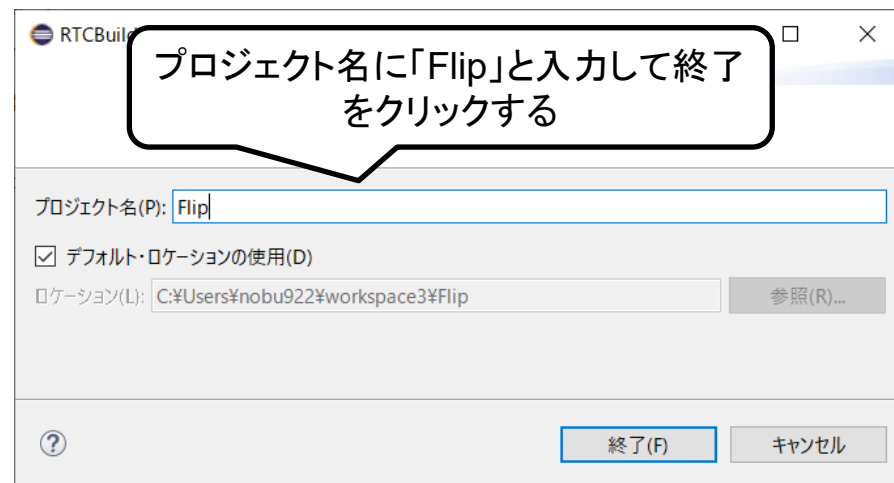 RTCBuild
プロジェクト名に「Flip」と入力して終了
をクリックする
プロジェクト名(P): Flip
デフォルト・ロケーションの使用(D)
ロケーション(L): C:¥Users¥nobu922¥workspace3¥Flip 参照(R)...
? 終了(F) キャンセル